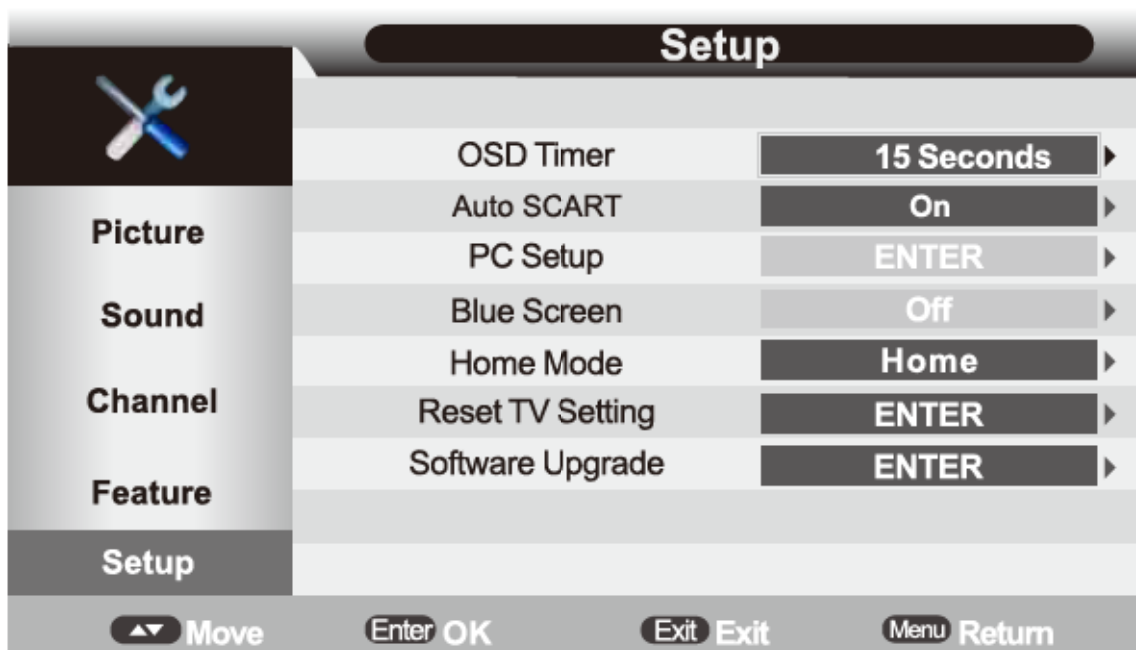 Setup
OSD Timer 15 Seconds
Auto SCART On
PC Setup ENTER
Blue Screen Off
Home Mode Home
Reset TV Setting ENTER
Software Upgrade ENTER
Picture
Sound
Channel
Feature
Setup
Move Enter OK Exit Exit Menu Return